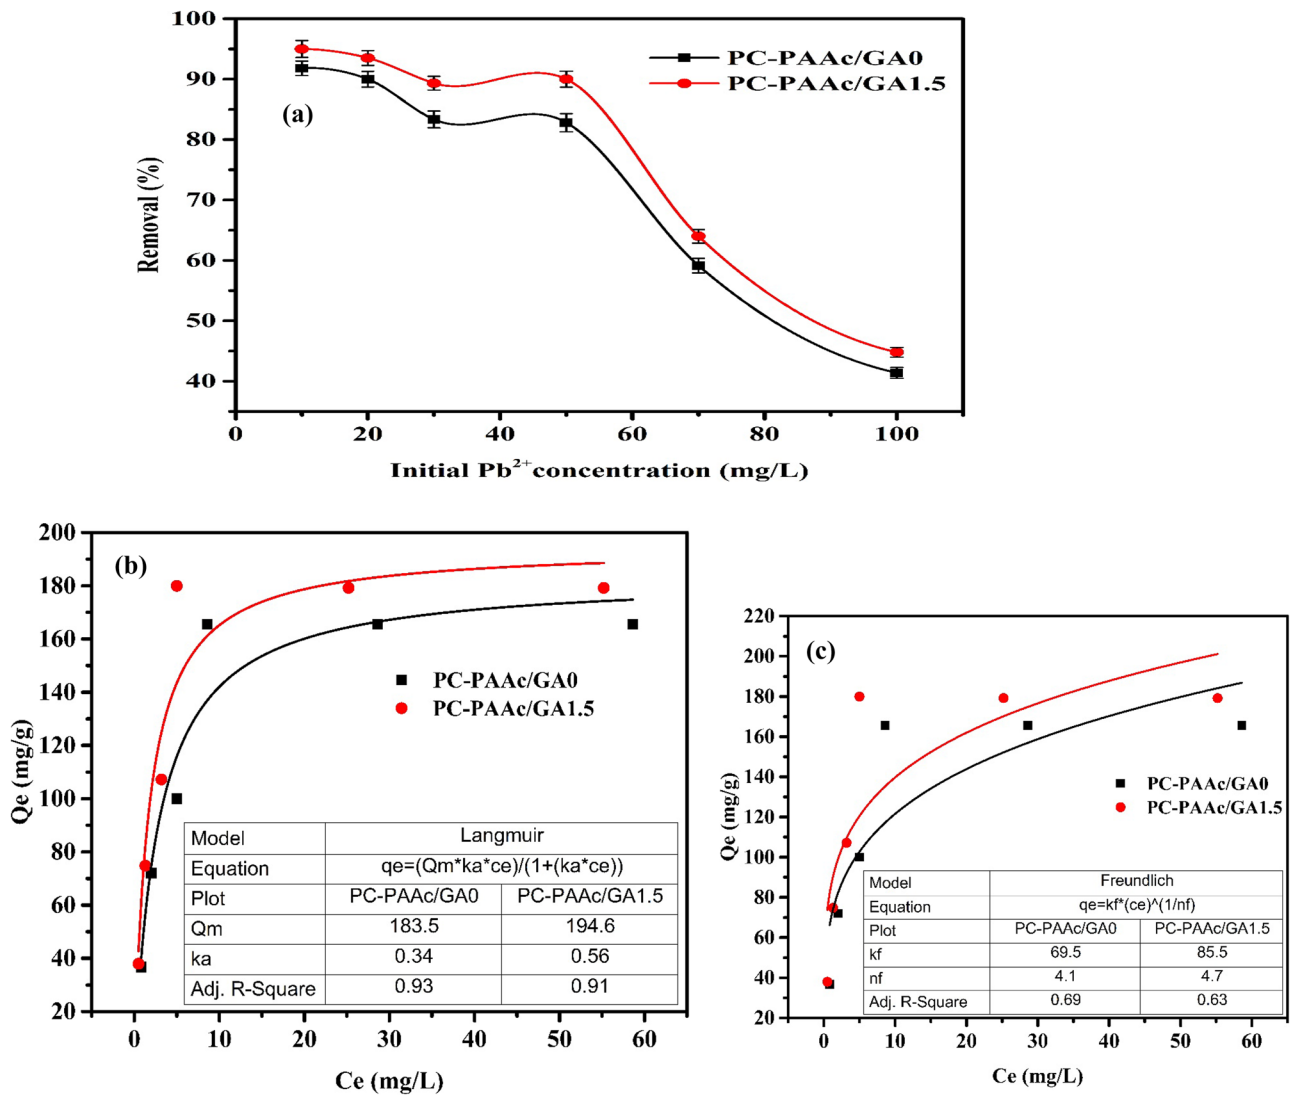 100
90
80
70
60
50
40
Removal (%)
(a)
PC-PAAc/GA0
PC-PAAc/GA1.5
0 20 40 60 80 100
Initial Pb²⁺concentration (mg/L)
200
180
160
140
120
100
80
60
40
20
Qe (mg/g)
(b)
PC-PAAc/GA0
PC-PAAc/GA1.5
Model Langmuir
Equation qe=(Qm*ka*ce)/(1+(ka*ce))
Plot PC-PAAc/GA0 PC-PAAc/GA1.5
Qm 183.5 194.6
ka 0.34 0.56
Adj. R-Square 0.93 0.91
0 10 20 30 40 50 60
Ce (mg/L)
220
200
180
160
140
120
100
80
60
40
20
Qe (mg/g)
(c)
PC-PAAc/GA0
PC-PAAc/GA1.5
Model Freundlich
Equation qe=kf*(ce)^(1/nf)
Plot PC-PAAc/GA0 PC-PAAc/GA1.5
kf 69.5 85.5
nf 4.1 4.7
Adj. R-Square 0.69 0.63
0 10 20 30 40 50 60
Ce (mg/L)